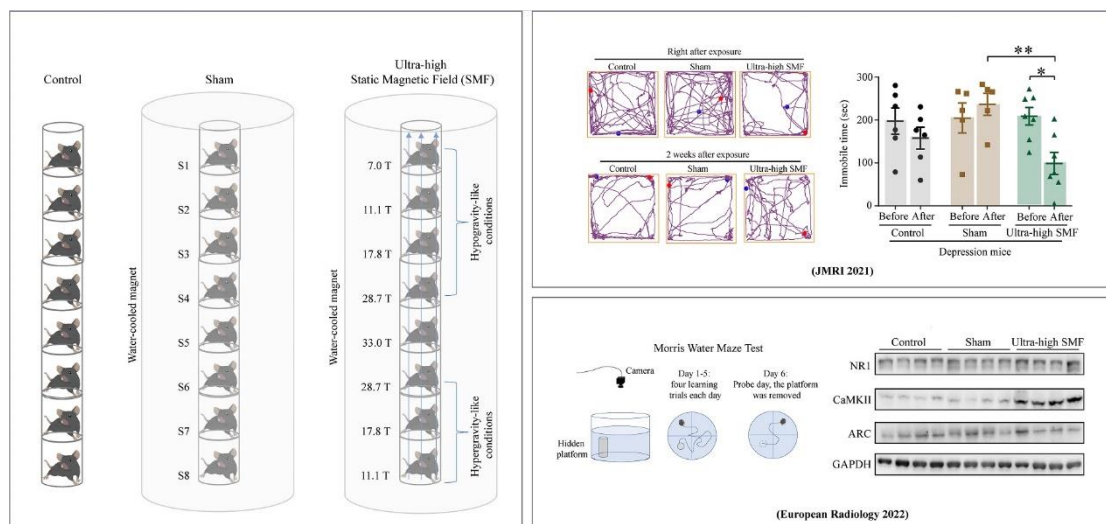 Control
Sham
Ultra-high
Static Magnetic Field (SMF)
Water-cooled magnet
S1
S2
S3
S4
S5
S6
S7
S8
Water-cooled magnet
7.0 T
11.1 T
17.8 T
28.7 T
33.0 T
28.7 T
17.8 T
11.1 T
Hypogravity-like
conditions
Hypergravity-like
conditions
Right after exposure
Control Sham Ultra-high SMF
2 weeks after exposure
Control Sham Ultra-high SMF
Immobile time (sec)
300
200
100
0
**
*
Before After Before After Before After
Control Sham Ultra-high SMF
Depression mice
(JMRI 2021)
Morris Water Maze Test
Camera
Hidden
platform
Day 1-5:
four learning
trials each day
Day 6:
Probe day, the platform
was removed
Control Sham Ultra-high SMF
NR1
CaMKII
ARC
GAPDH
(European Radiology 2022)